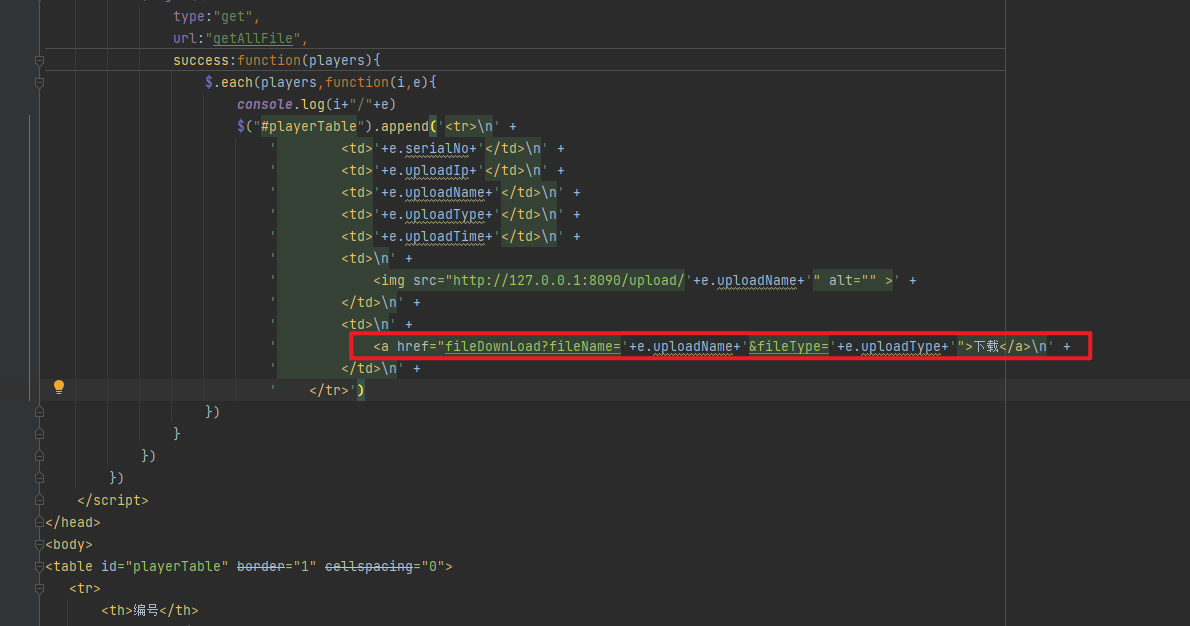 type:"get",
url:"getAllFile",
success:function(players){
$.each(players,function(i,e){
console.log(i+"/"+e)
$("#playerTable").append('<tr>\n' +
'        <td>'+e.serialNo+'</td>\n' +
'        <td>'+e.uploadIp+'</td>\n' +
'        <td>'+e.uploadName+'</td>\n' +
'        <td>'+e.uploadType+'</td>\n' +
'        <td>'+e.uploadTime+'</td>\n' +
'        <td>\n' +
'            <img src="http://127.0.0.1:8090/upload/'+e.uploadName+'" alt="" >' +
'        </td>\n' +
'        <td>\n' +
'            <a href="fileDownLoad?fileName='+e.uploadName+'&fileType='+e.uploadType+'">下载</a>\n' +
'        </td>\n' +
'    </tr>')
})
}
})
})
</script>
</head>
<body>
<table id="playerTable" border="1" cellspacing="0">
<tr>
<th>编号</th>